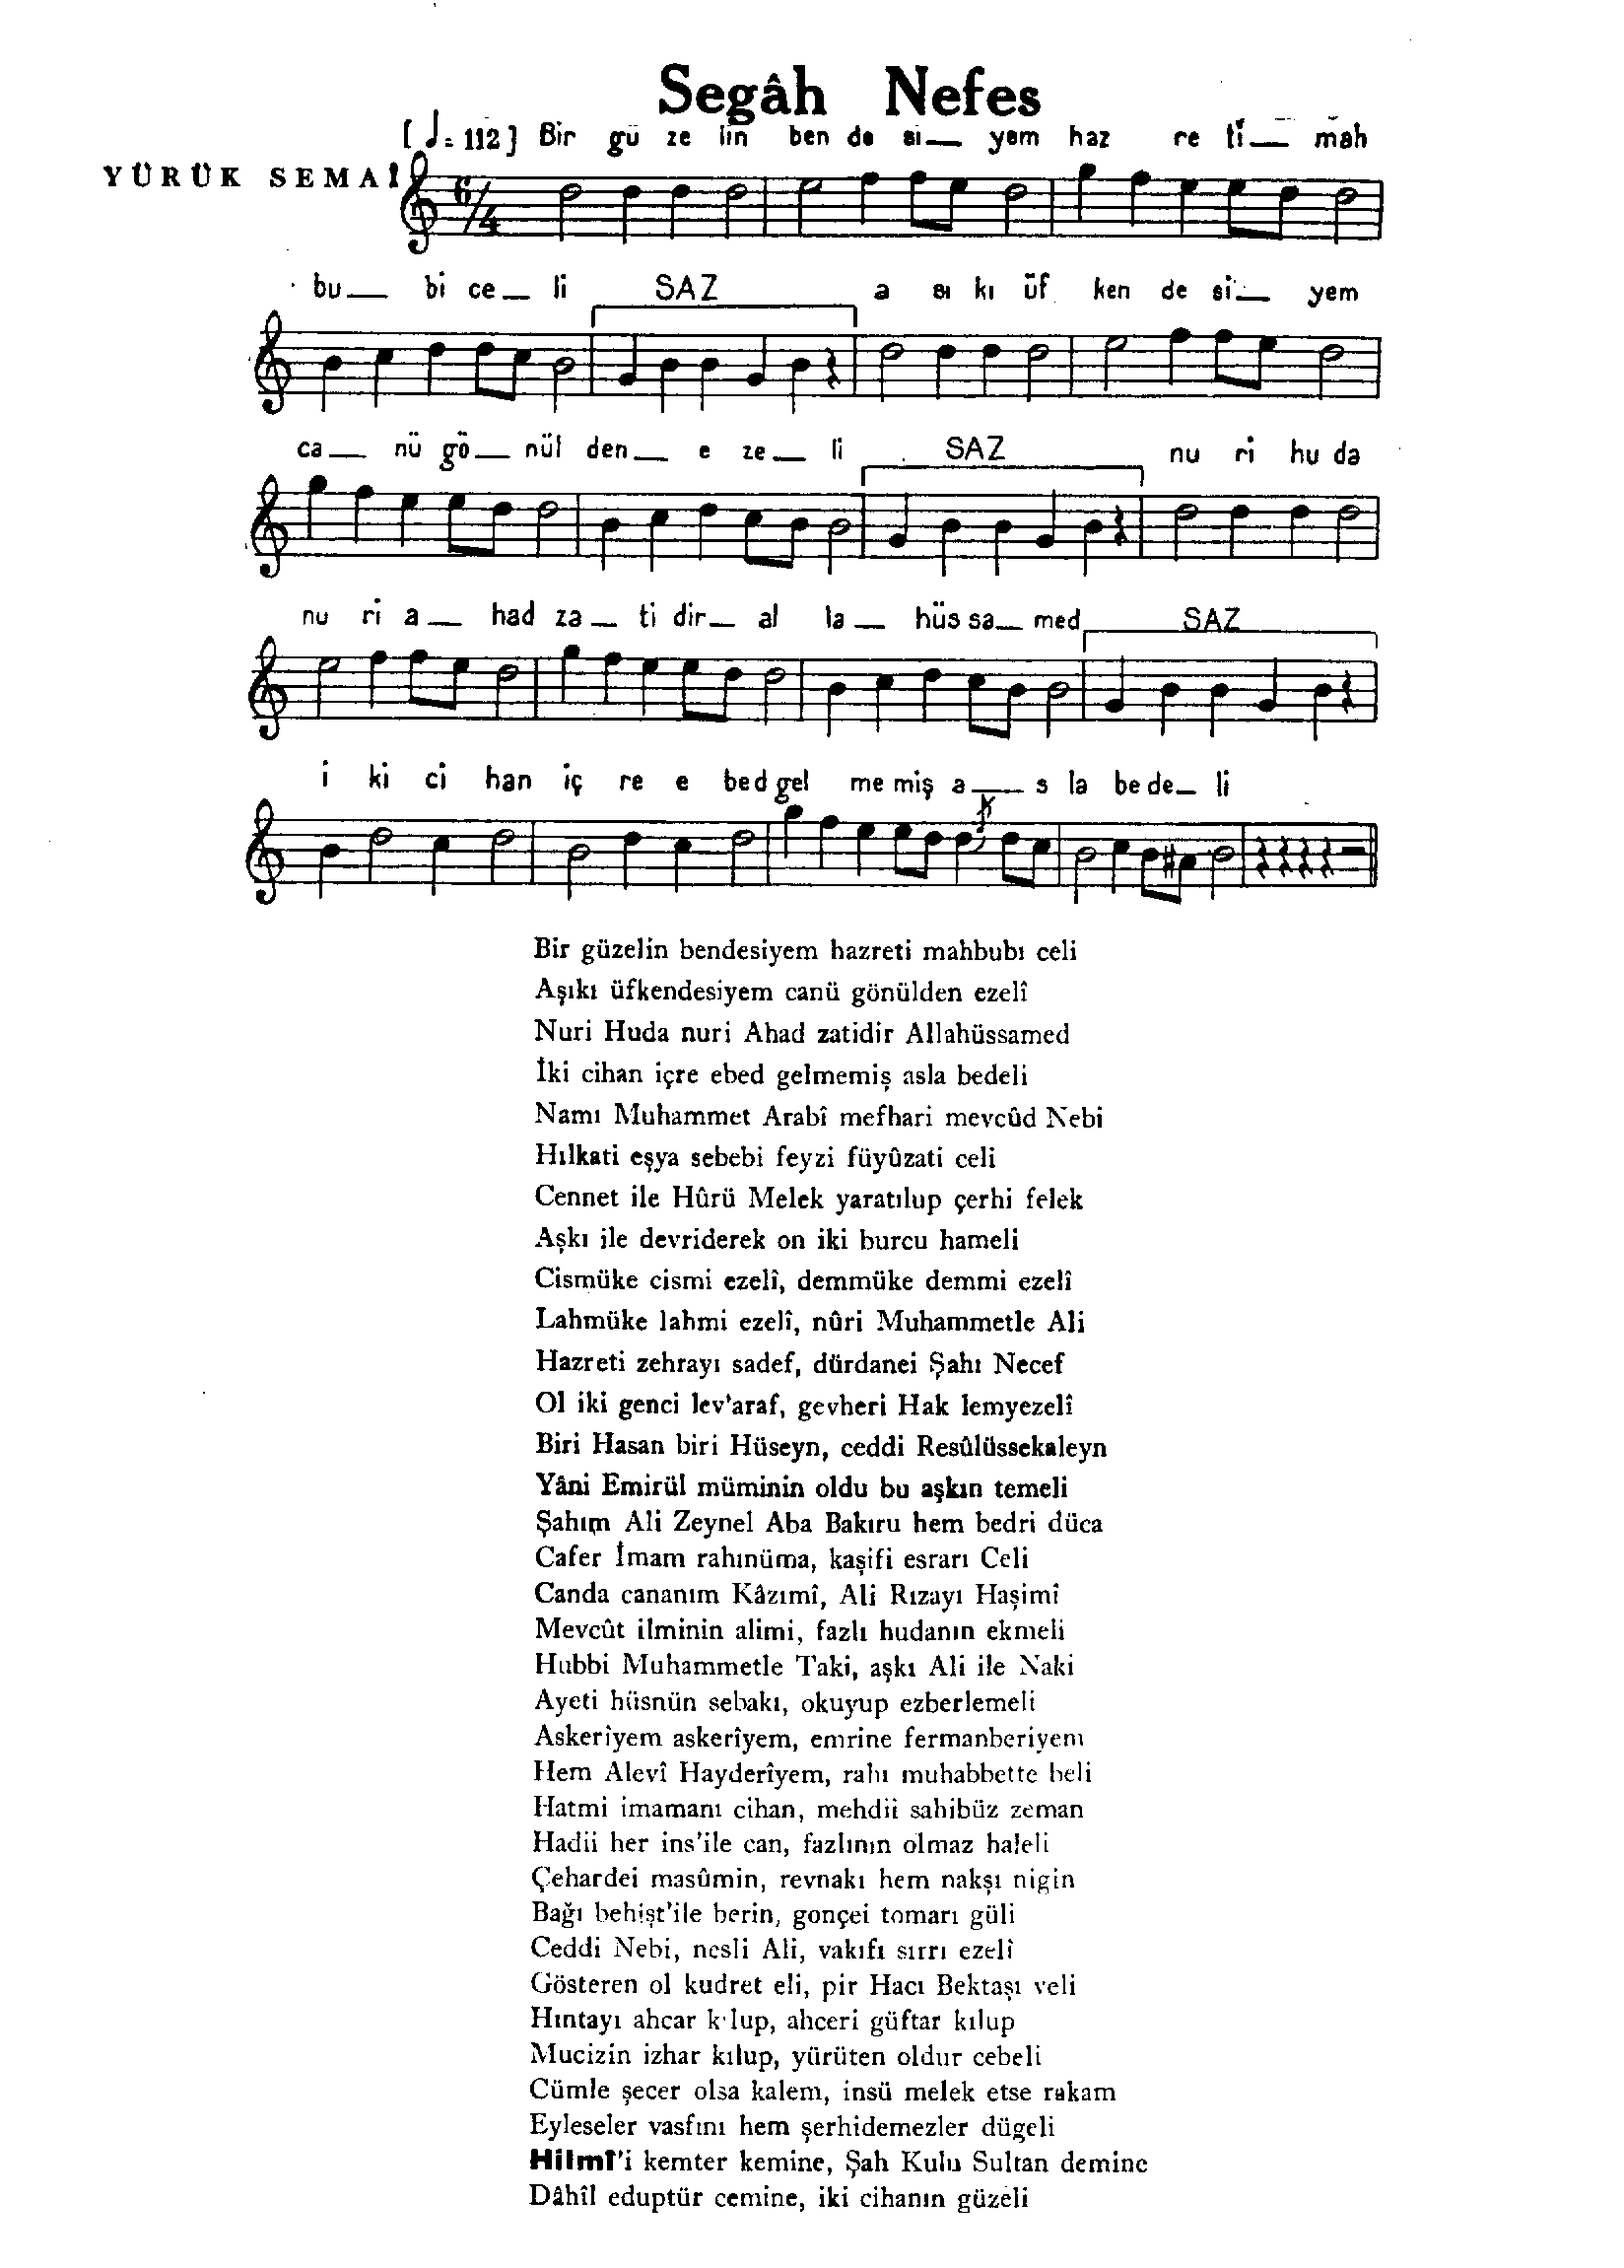 Segâh Nefes
[ ♩= 112 ] Bir gü ze lin ben de si— yem haz re ti— mah
YÜRÜK SEMAİ
6/4
bu— bi ce— li SAZ a sı kı üf ken de si— yem
ca— nü gö— nül den— e ze— li SAZ nu ri hu da
nu ri a— had za— ti dir— al la— hüs sa— med SAZ
i ki ci han iç re e bed gel me miş a— s la be de— li
Bir güzelin bendesiyem hazreti mahbubı celi
Aşıkı üfkendesiyem canü gönülden ezelî
Nuri Huda nuri Ahad zatidir Allahüssamed
İki cihan içre ebed gelmemiş asla bedeli
Namı Muhammet Arabî mefhari mevcûd Nebi
Hılkati eşya sebebi feyzi füyûzati celi
Cennet ile Hûrü Melek yaratılup çerhi felek
Aşkı ile devriderek on iki burcu hameli
Cismüke cismi ezelî, demmüke demmi ezelî
Lahmüke lahmi ezelî, nûri Muhammetle Ali
Hazreti zehrayı sadef, dürdanei Şahı Necef
Ol iki genci lev'araf, gevheri Hak lemyezelî
Biri Hasan biri Hüseyn, ceddi Resûlüssekaleyn
Yâni Emirül müminin oldu bu aşkın temeli
Şahım Ali Zeynel Aba Bakıru hem bedri düca
Cafer İmam rahınüma, kaşifi esrarı Celi
Canda cananım Kâzımî, Ali Rızayı Haşimî
Mevcût ilminin alimi, fazlı hudanın ekmeli
Hubbi Muhammetle Taki, aşkı Ali ile Naki
Ayeti hüsnün sebakı, okuyup ezberlemeli
Askerîyem askerîyem, emrine fermanberiyem
Hem Alevî Hayderîyem, rahı muhabbette beli
Hatmi imamanı cihan, mehdii sahibüz zeman
Hadii her ins'ile can, fazlının olmaz haleli
Çehardei masûmin, revnakı hem nakşı nigin
Bağı behişt'ile berin, gonçei tomarı güli
Ceddi Nebi, nesli Ali, vakıfı sırrı ezelî
Gösteren ol kudret eli, pir Hacı Bektaşı veli
Hıntayı ahcar kılup, ahceri güftar kılup
Mucizin izhar kılup, yürüten oldur cebeli
Cümle şecer olsa kalem, insü melek etse rakam
Eyleseler vasfını hem şerhidemezler dügeli
Hilmî'i kemter kemine, Şah Kulu Sultan demine
Dâhîl eduptür cemine, iki cihanın güzeli